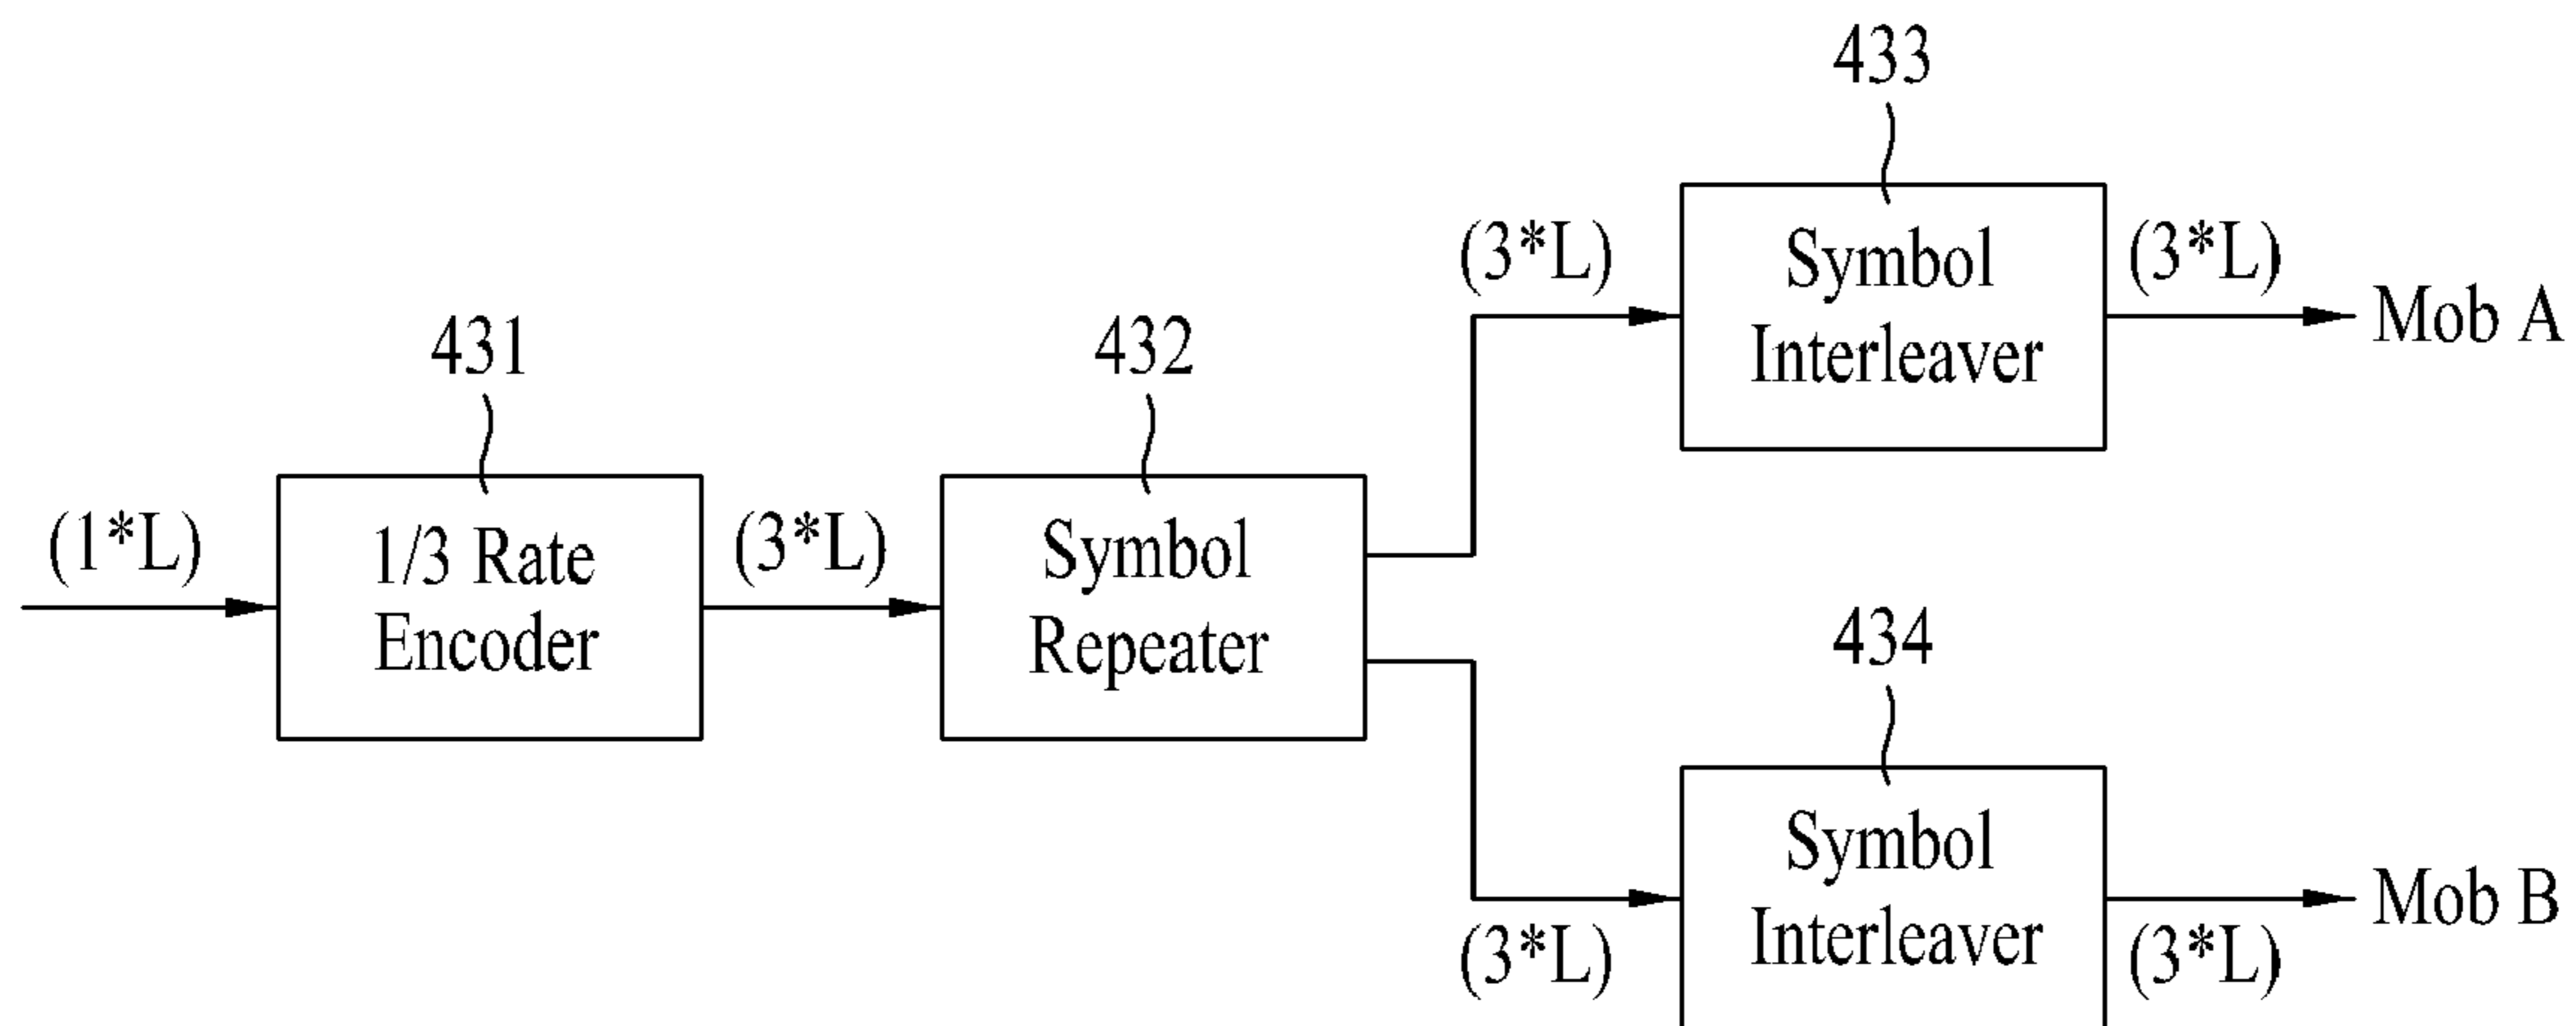 433
(3*L)
Symbol
Interleaver
(3*L)
Mob A
431
432
(1*L)
1/3 Rate
Encoder
(3*L)
Symbol
Repeater
434
(3*L)
Symbol
Interleaver
(3*L)
Mob B